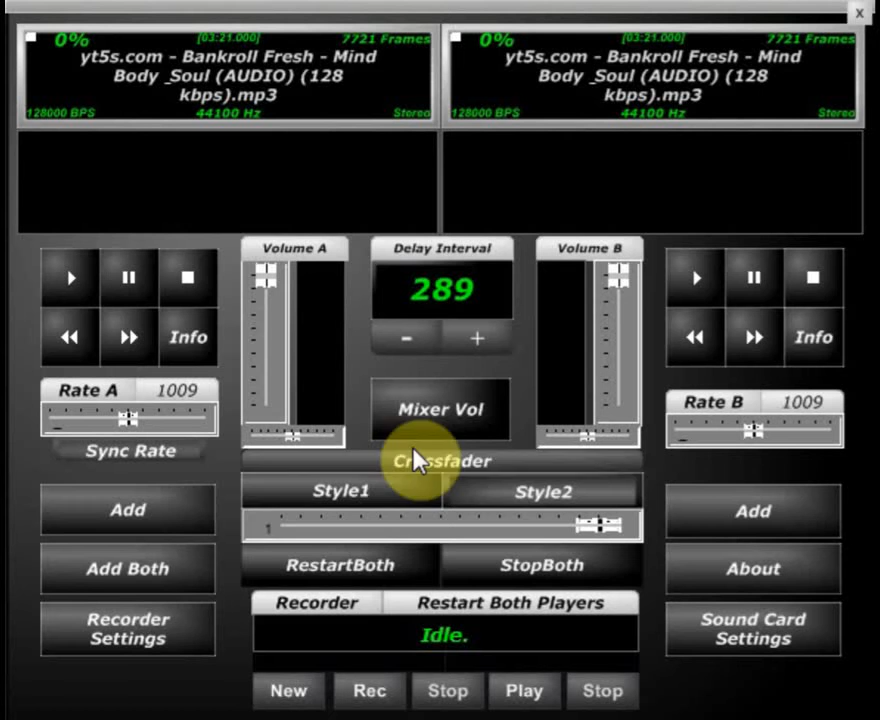 x
0% [03:21.000] 7721 Frames
yt5s.com - Bankroll Fresh - Mind
Body _Soul (AUDIO) (128
kbps).mp3
128000 BPS 44100 Hz Stereo
0% [03:21.000] 7721 Frames
yt5s.com - Bankroll Fresh - Mind
Body _Soul (AUDIO) (128
kbps).mp3
128000 BPS 44100 Hz Stereo
Volume A
Delay Interval
Volume B
289
- +
Info
Info
Rate A 1009
Mixer Vol
Rate B 1009
Sync Rate
Crossfader
Style1
Style2
1
Add
Add
RestartBoth
StopBoth
Add Both
About
Recorder
Restart Both Players
Recorder
Settings
Idle.
Sound Card
Settings
New
Rec
Stop
Play
Stop